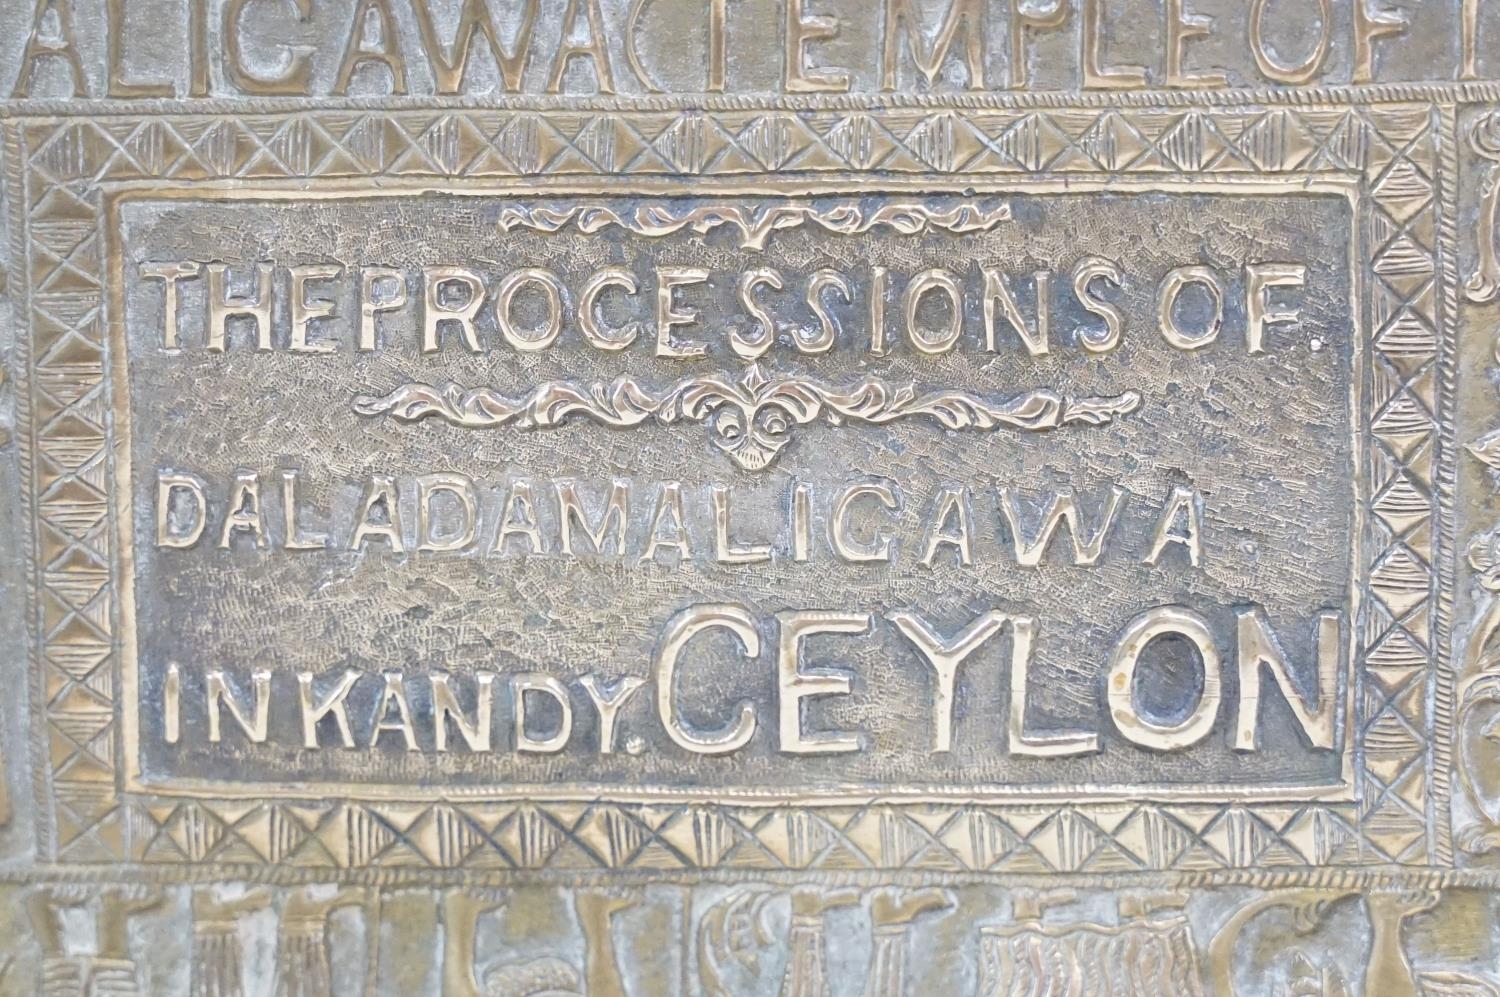 ALIGAWA (TEMPLE OF
THE PROCESSIONS OF.
DALADAMALIGAWA
IN KANDY. CEYLON